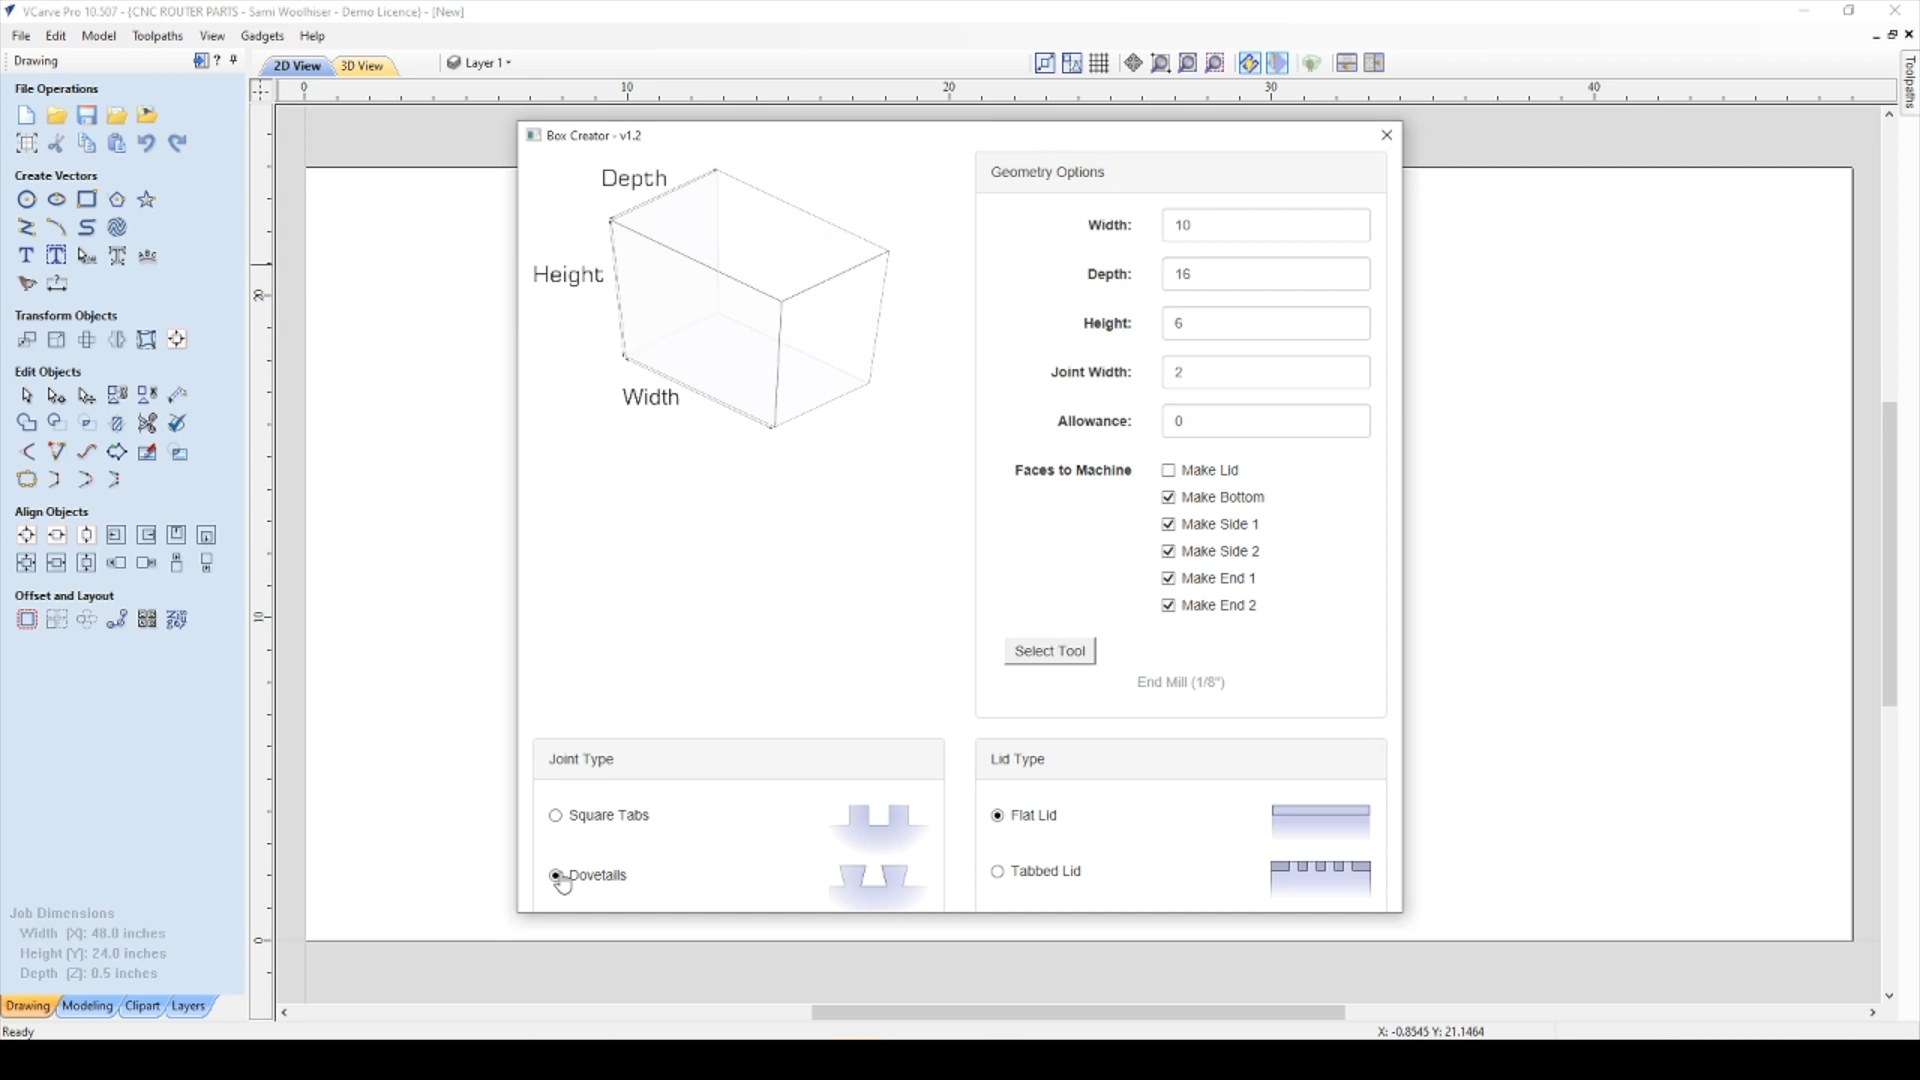 VCarve Pro 10.507 - {CNC ROUTER PARTS - Sami Woolhiser - Demo Licence} - [New]
File Edit Model Toolpaths View Gadgets Help
Drawing ?
2D View 3D View Layer 1
Toolpaths
0 10 20 30 40
20
10
0
File Operations
Create Vectors
Transform Objects
Edit Objects
Align Objects
Offset and Layout
Job Dimensions
Width (X): 48.0 inches
Height (Y): 24.0 inches
Depth (Z): 0.5 inches
Drawing Modeling Clipart Layers
Ready
X: -0.8545 Y: 21.1464
Box Creator - v1.2
Depth
Height
Width
Geometry Options
Width: 10
Depth: 16
Height: 6
Joint Width: 2
Allowance: 0
Faces to Machine Make Lid
Make Bottom
Make Side 1
Make Side 2
Make End 1
Make End 2
Select Tool
End Mill (1/8")
Joint Type
Square Tabs
Dovetails
Lid Type
Flat Lid
Tabbed Lid